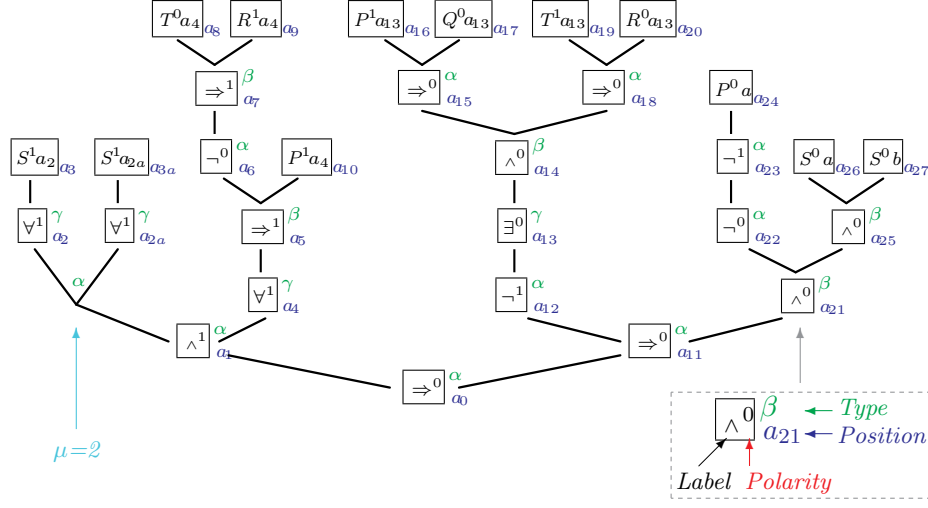 T⁰a₄ a₈ R¹a₄ a₉ P¹a₁₃ a₁₆ Q⁰a₁₃ a₁₇ T¹a₁₃ a₁₉ R⁰a₁₃ a₂₀
⇒¹ β a₇ ⇒⁰ α a₁₅ ⇒⁰ α a₁₈ P⁰a a₂₄
S¹a₂ a₃ S¹a₂ₐ a₃ₐ ¬⁰ α a₆ P¹a₄ a₁₀ ∧⁰ β a₁₄ ¬¹ α a₂₃ S⁰a a₂₆ S⁰b a₂₇
∀¹ γ a₂ ∀¹ γ a₂ₐ ⇒¹ β a₅ ∃⁰ γ a₁₃ ¬⁰ α a₂₂ ∧⁰ β a₂₅
α ∀¹ γ a₄ ¬¹ α a₁₂ ∧⁰ β a₂₁
∧¹ α a₁ ⇒⁰ α a₁₁
⇒⁰ α a₀
∧⁰ β Type
a₂₁ Position
μ=2
Label Polarity